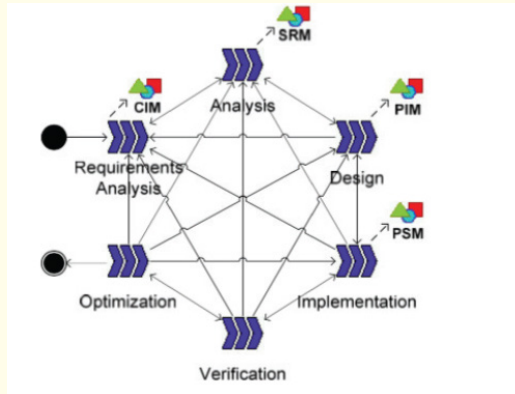 SRM
Analysis
CIM
PIM
Requirements
Analysis
Design
PSM
Optimization
Implementation
Verification